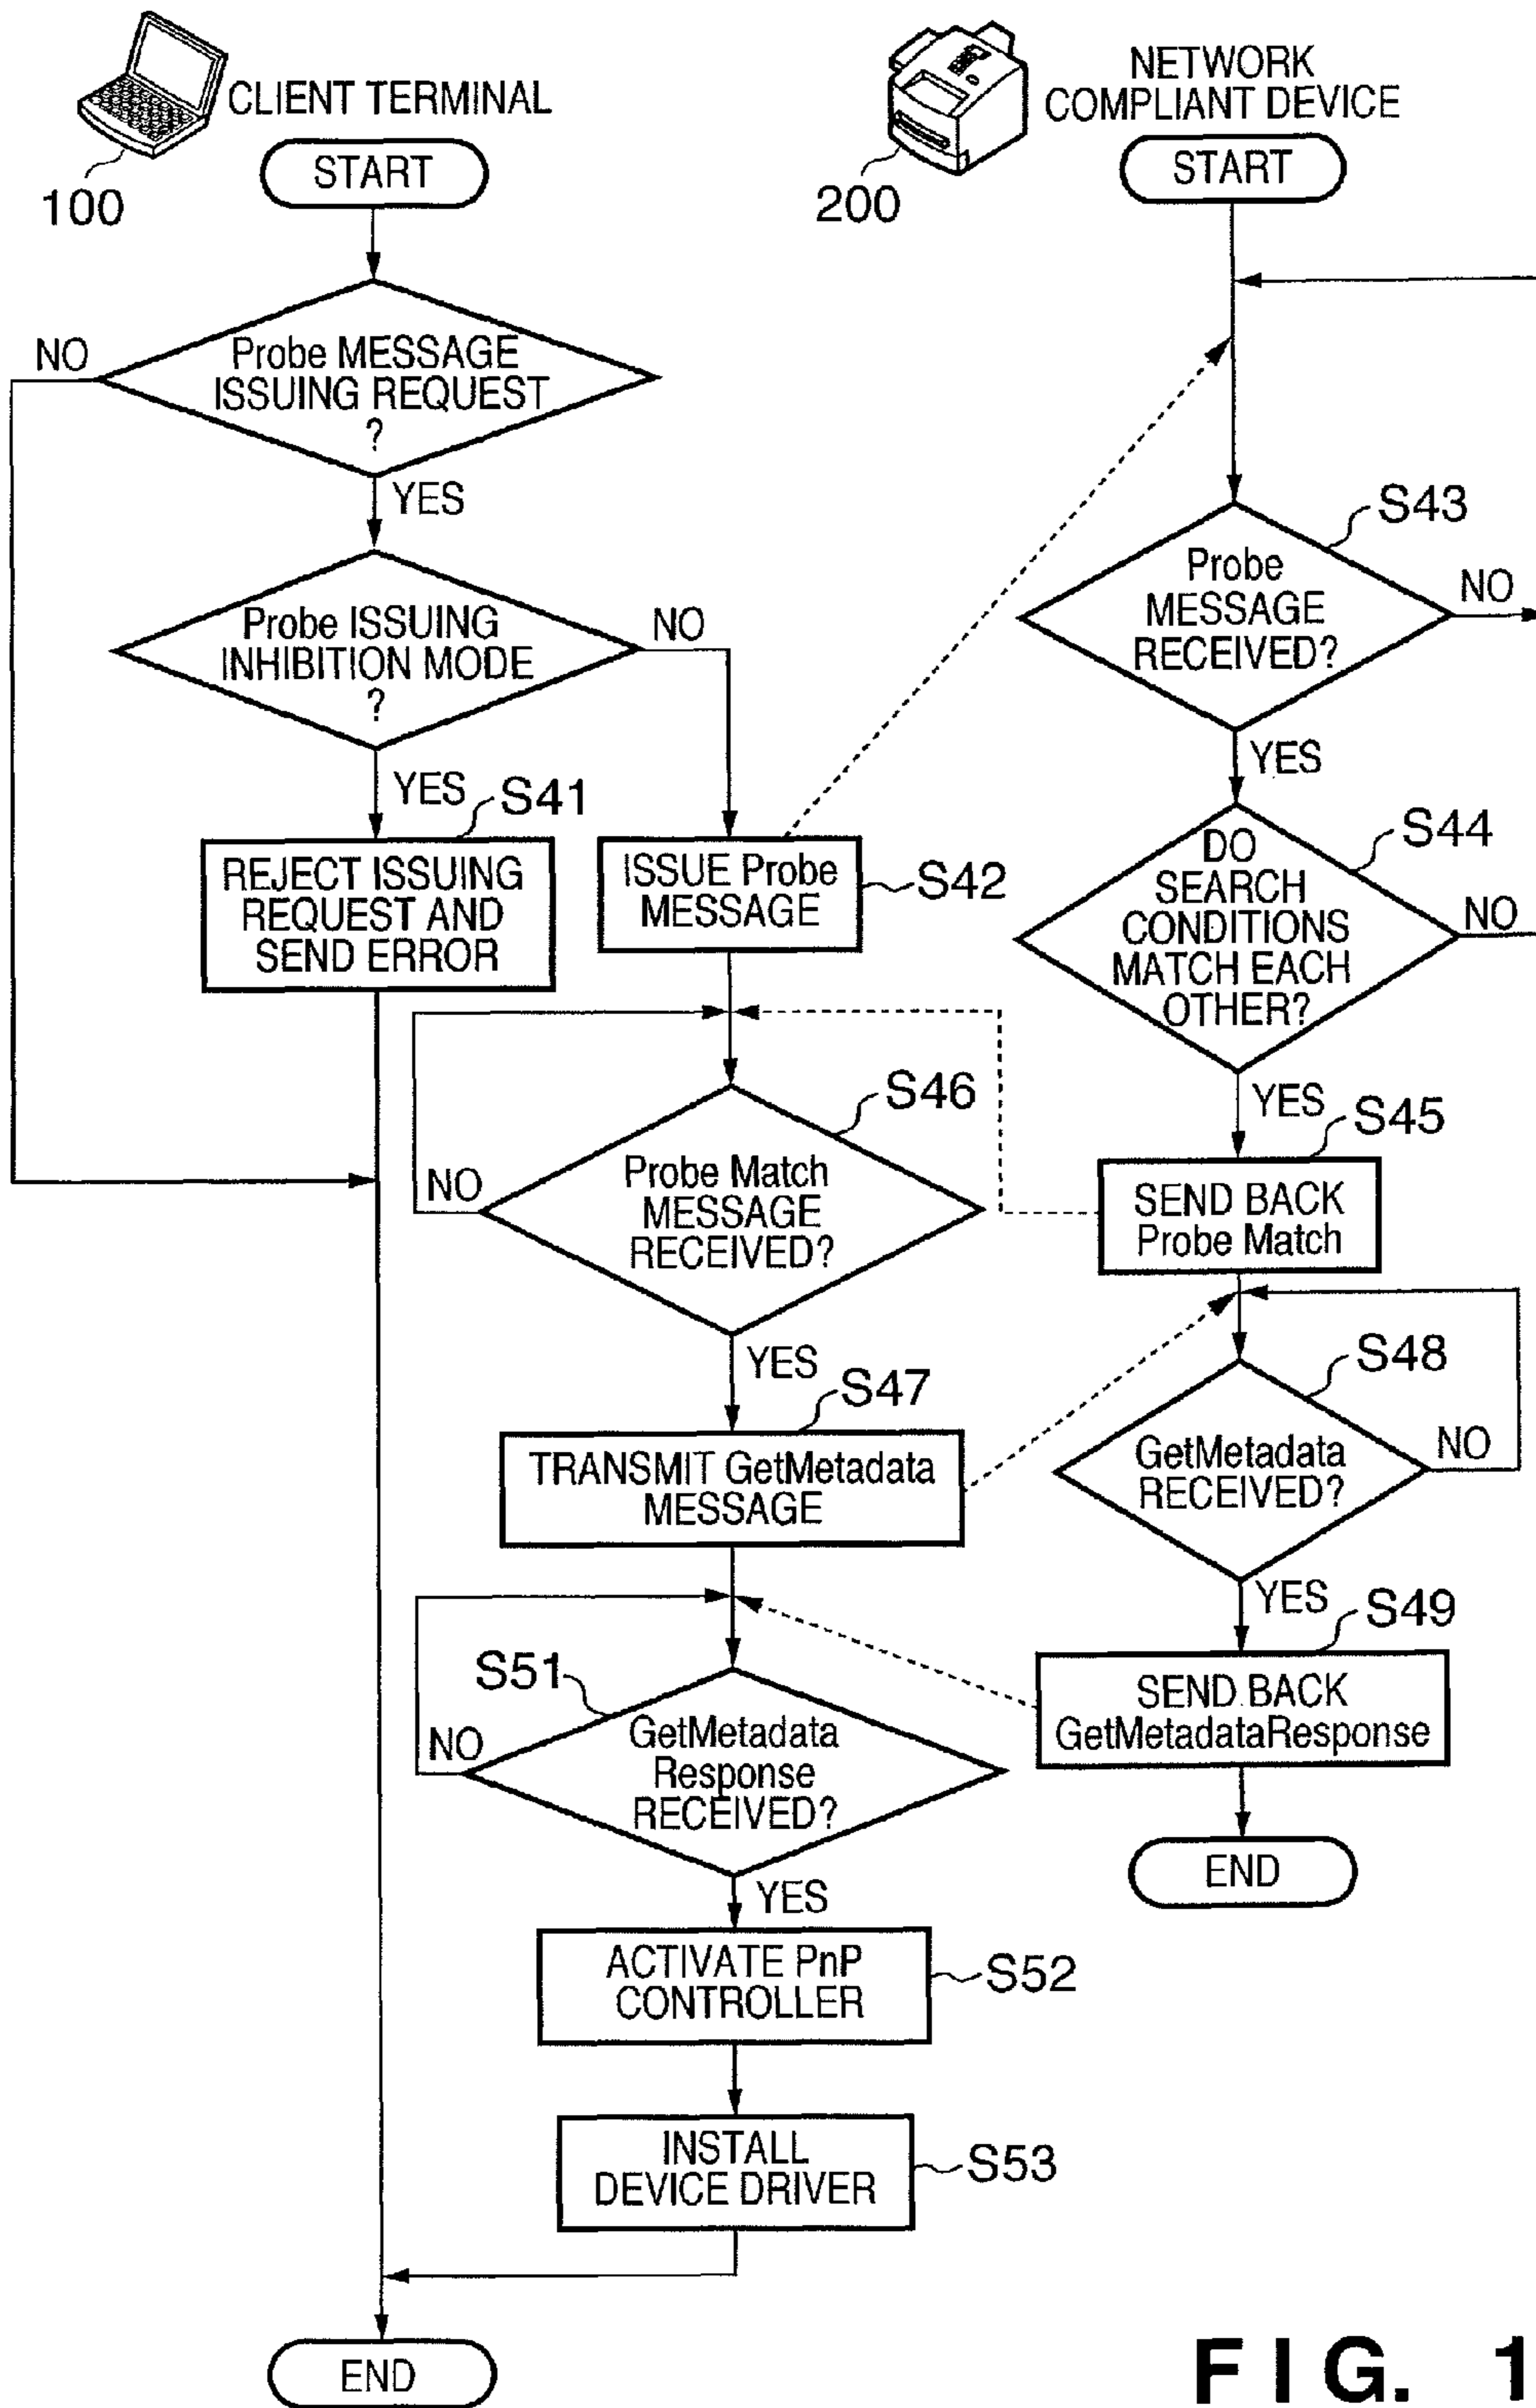 CLIENT TERMINAL
100
START
Probe MESSAGE
ISSUING REQUEST
?
NO
YES
Probe ISSUING
INHIBITION MODE
?
NO
YES
S41
REJECT ISSUING
REQUEST AND
SEND ERROR
ISSUE Probe
MESSAGE
S42
S46
Probe Match
MESSAGE
RECEIVED?
NO
YES
S47
TRANSMIT GetMetadata
MESSAGE
S51
GetMetadata
Response
RECEIVED?
NO
YES
ACTIVATE PnP
CONTROLLER
S52
INSTALL
DEVICE DRIVER
S53
END
NETWORK
COMPLIANT DEVICE
200
START
S43
Probe
MESSAGE
RECEIVED?
NO
YES
S44
DO
SEARCH
CONDITIONS
MATCH EACH
OTHER?
NO
YES
S45
SEND BACK
Probe Match
S48
GetMetadata
RECEIVED?
NO
YES
S49
SEND BACK
GetMetadataResponse
END
FIG. 1